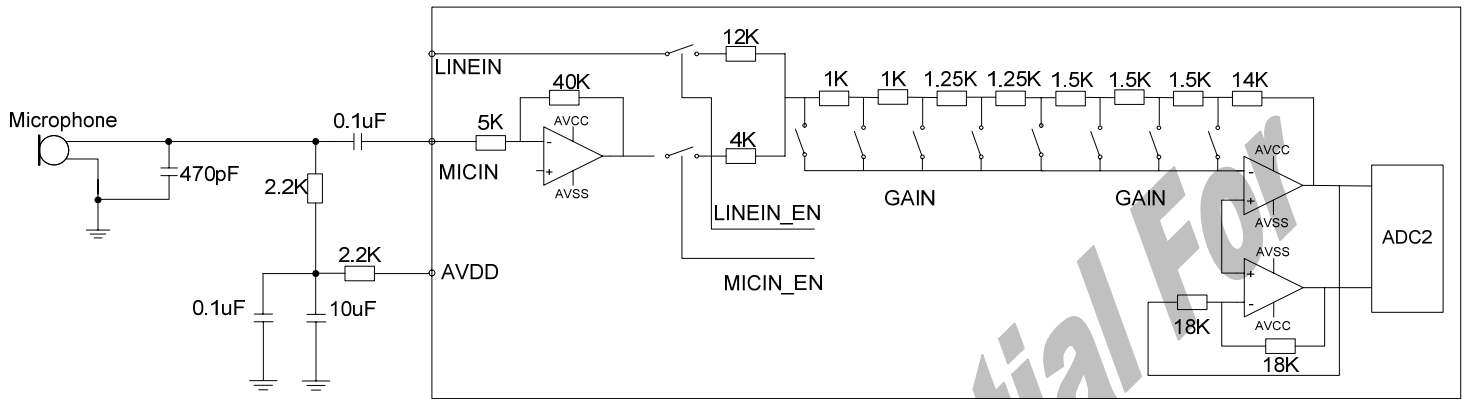 12K
LINEIN
1K
1K
1.25K
1.25K
1.5K
1.5K
1.5K
14K
40K
Microphone
0.1uF
5K
AVCC
-
+
AVSS
4K
MICIN
470pF
2.2K
GAIN
GAIN
AVCC
-
+
AVSS
ADC2
LINEIN_EN
2.2K
AVDD
MICIN_EN
AVSS
+
-
AVCC
0.1uF
10uF
18K
18K
tial For